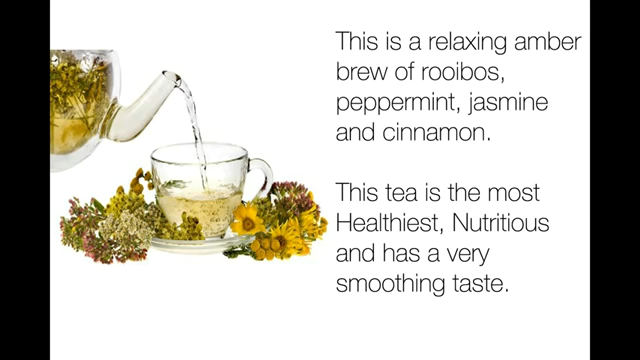 This is a relaxing amber
brew of rooibos,
peppermint, jasmine
and cinnamon.
This tea is the most
Healthiest, Nutritious
and has a very
smoothing taste.